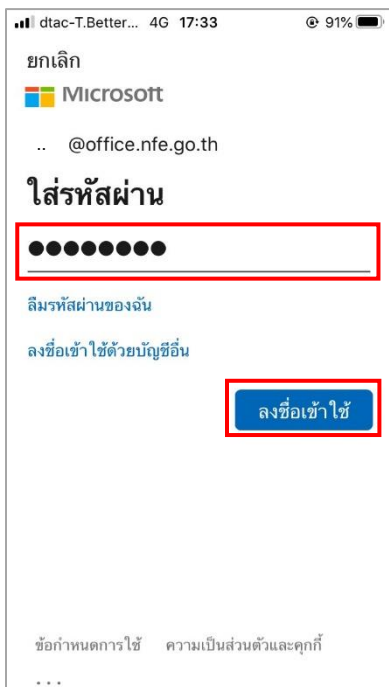 dtac-T.Better... 4G 17:33 91%
ยกเลิก
Microsoft
.. @office.nfe.go.th
ใส่รหัสผ่าน
●●●●●●●●
ลืมรหัสผ่านของฉัน
ลงชื่อเข้าใช้ด้วยบัญชีอื่น
ลงชื่อเข้าใช้
ข้อกำหนดการใช้ ความเป็นส่วนตัวและคุกกี้
...